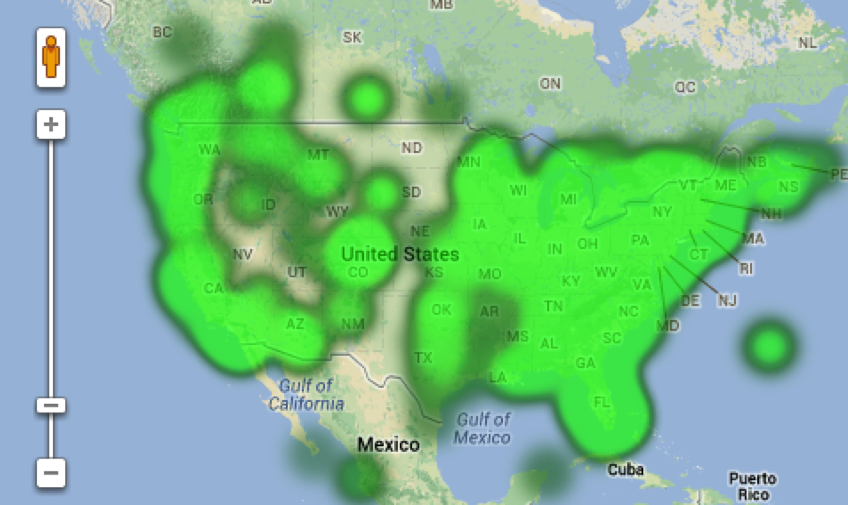 AB
MB
BC
SK
NL
ON
QC
+
WA
MT
ND
MN
NB
PE
OR
ID
SD
WI
MI
VT
ME
NS
WY
NY
NH
NV
NE
IA
IL
IN
OH
PA
MA
United States
UT
CO
KS
MO
KY
WV
CT
RI
CA
VA
DE
NJ
AZ
NM
OK
AR
TN
NC
MD
TX
MS
AL
SC
LA
GA
Gulf of
California
FL
Gulf of
Mexico
Mexico
Cuba
Puerto
Rico
−